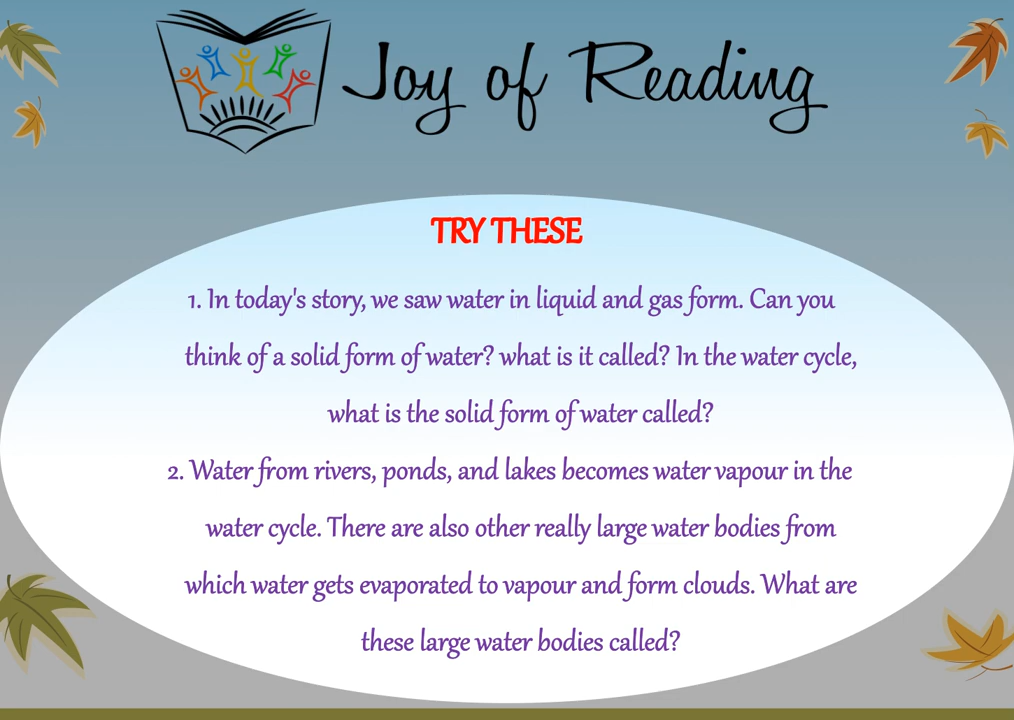 Joy of Reading
TRY THESE
1. In today's story, we saw water in liquid and gas form. Can you
think of a solid form of water? what is it called? In the water cycle,
what is the solid form of water called?
2. Water from rivers, ponds, and lakes becomes water vapour in the
water cycle. There are also other really large water bodies from
which water gets evaporated to vapour and form clouds. What are
these large water bodies called?